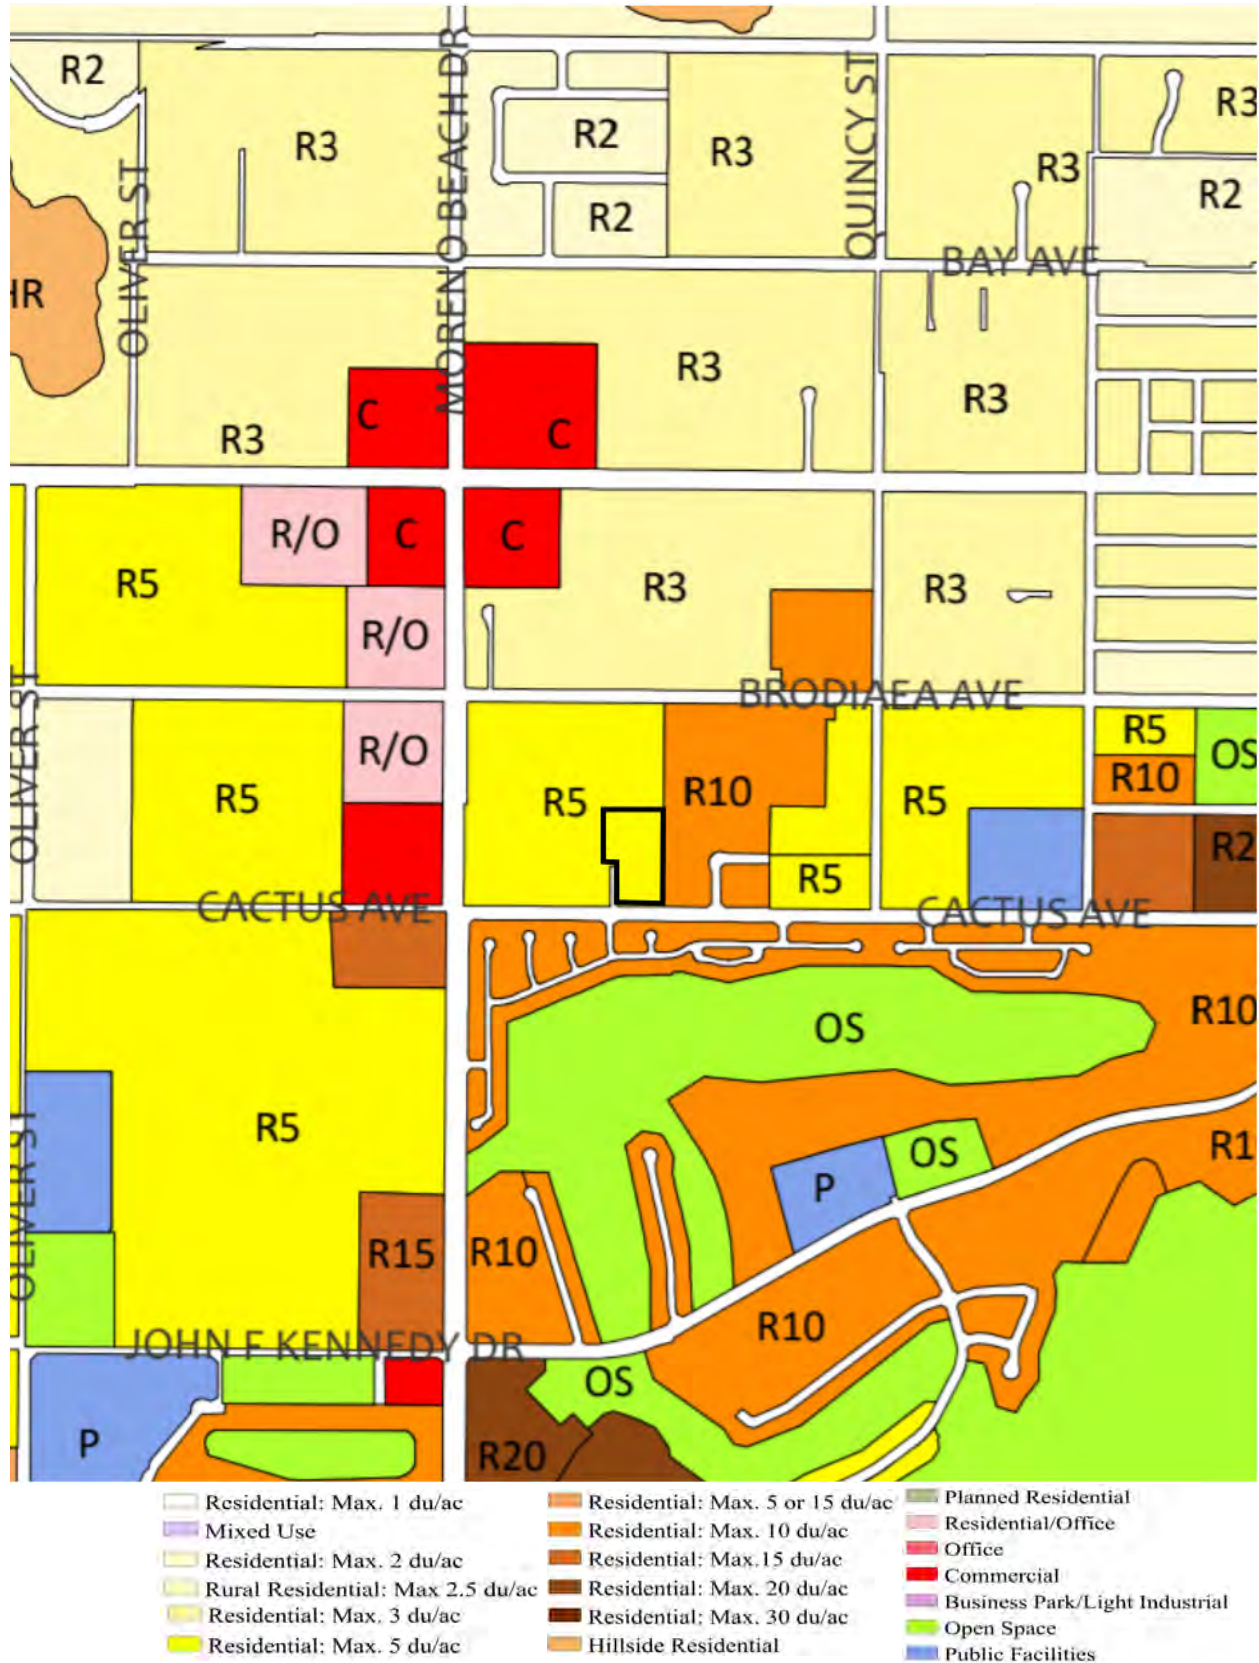 R2
R3
R2
R3
R3
R3
R2
R2
OLIVER ST
MORENO BEACH DR
QUINCY ST
BAY AVE
HR
R3
R3
C
C
R3
R/O
C
C
R5
R3
R3
R/O
OLIVER ST
BRODIAEA AVE
R/O
R5
OS
R5
R5
R10
R5
R10
R2
R5
CACTUS AVE
CACTUS AVE
R10
OS
R5
OLIVER ST
OS
R1
P
R15
R10
R10
JOHN F KENNEDY DR
OS
P
R20
Residential: Max. 1 du/ac
Mixed Use
Residential: Max. 2 du/ac
Rural Residential: Max 2.5 du/ac
Residential: Max. 3 du/ac
Residential: Max. 5 du/ac
Residential: Max. 5 or 15 du/ac
Residential: Max. 10 du/ac
Residential: Max.15 du/ac
Residential: Max. 20 du/ac
Residential: Max. 30 du/ac
Hillside Residential
Planned Residential
Residential/Office
Office
Commercial
Business Park/Light Industrial
Open Space
Public Facilities